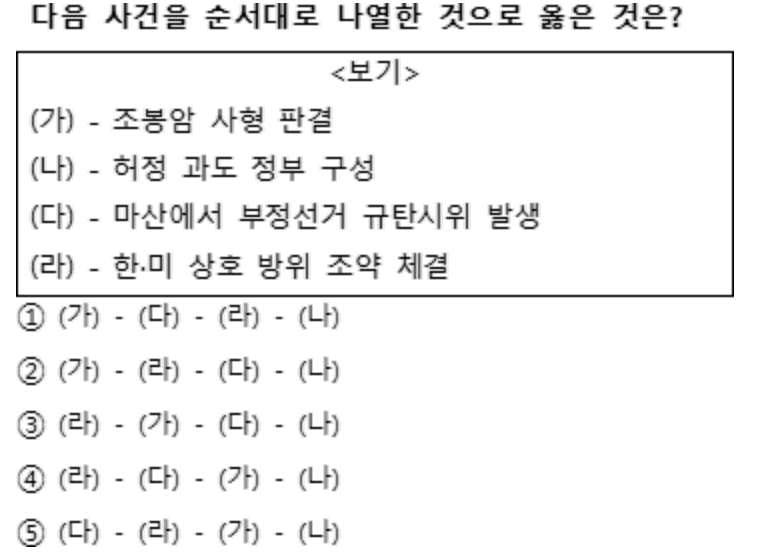 다음 사건을 순서대로 나열한 것으로 옳은 것은?
<보기>
(가) - 조봉암 사형 판결
(나) - 허정 과도 정부 구성
(다) - 마산에서 부정선거 규탄시위 발생
(라) - 한·미 상호 방위 조약 체결
① (가) - (다) - (라) - (나)
② (가) - (라) - (다) - (나)
③ (라) - (가) - (다) - (나)
④ (라) - (다) - (가) - (나)
⑤ (다) - (라) - (가) - (나)